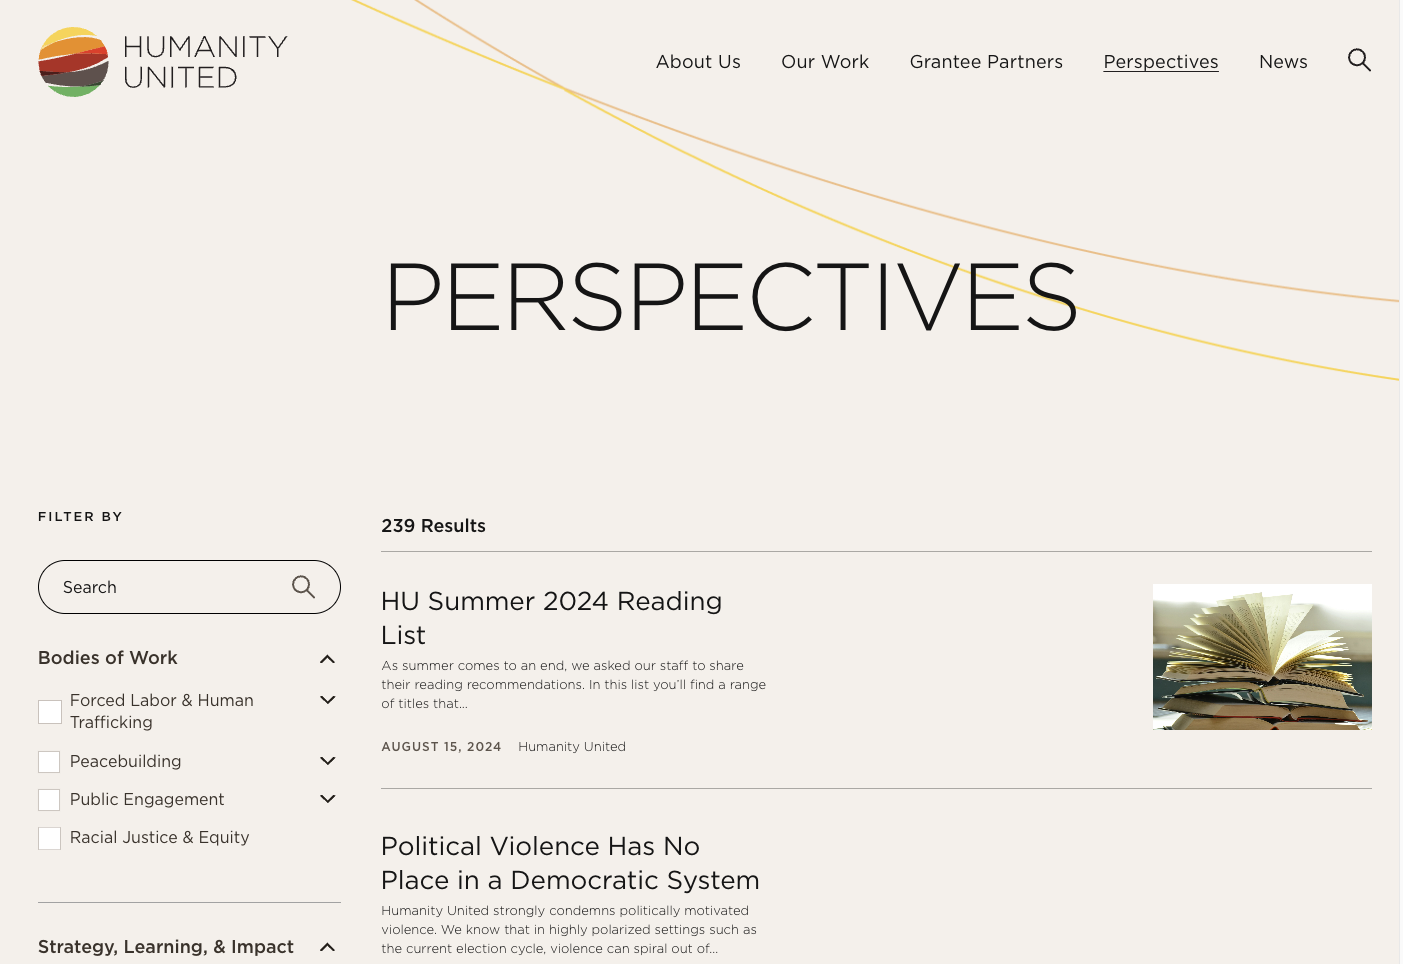 HUMANITY
UNITED
About Us
Our Work
Grantee Partners
Perspectives
News
PERSPECTIVES
FILTER BY
Search
Bodies of Work
Forced Labor & Human
Trafficking
Peacebuilding
Public Engagement
Racial Justice & Equity
Strategy, Learning, & Impact
239 Results
HU Summer 2024 Reading
List
As summer comes to an end, we asked our staff to share
their reading recommendations. In this list you’ll find a range
of titles that...
AUGUST 15, 2024 Humanity United
Political Violence Has No
Place in a Democratic System
Humanity United strongly condemns politically motivated
violence. We know that in highly polarized settings such as
the current election cycle, violence can spiral out of...